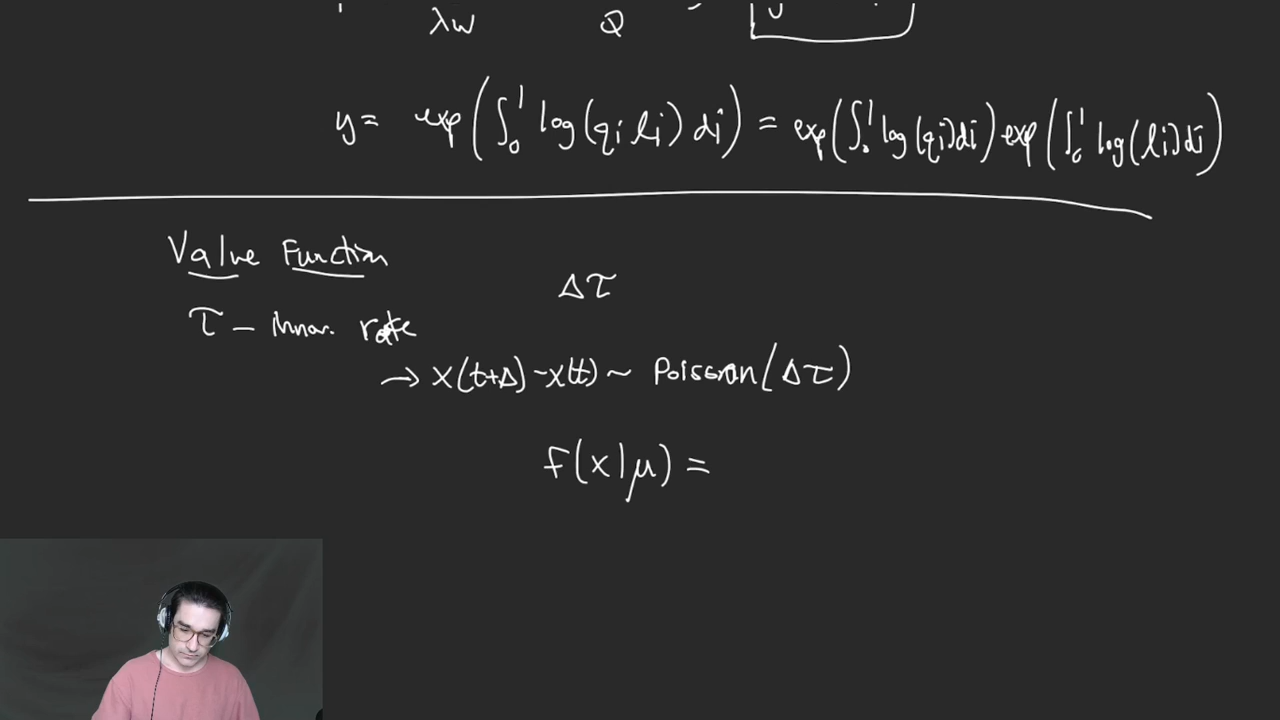 λw Q
y = exp(∫₀¹ log(qi li) di) = exp(∫₀¹ log(qi) di) exp(∫₀¹ log(li) di)
Value Function
Δτ
τ – innov. rate
→ x(t+Δ) - x(t) ~ Poisson(Δτ)
f(x|μ) =